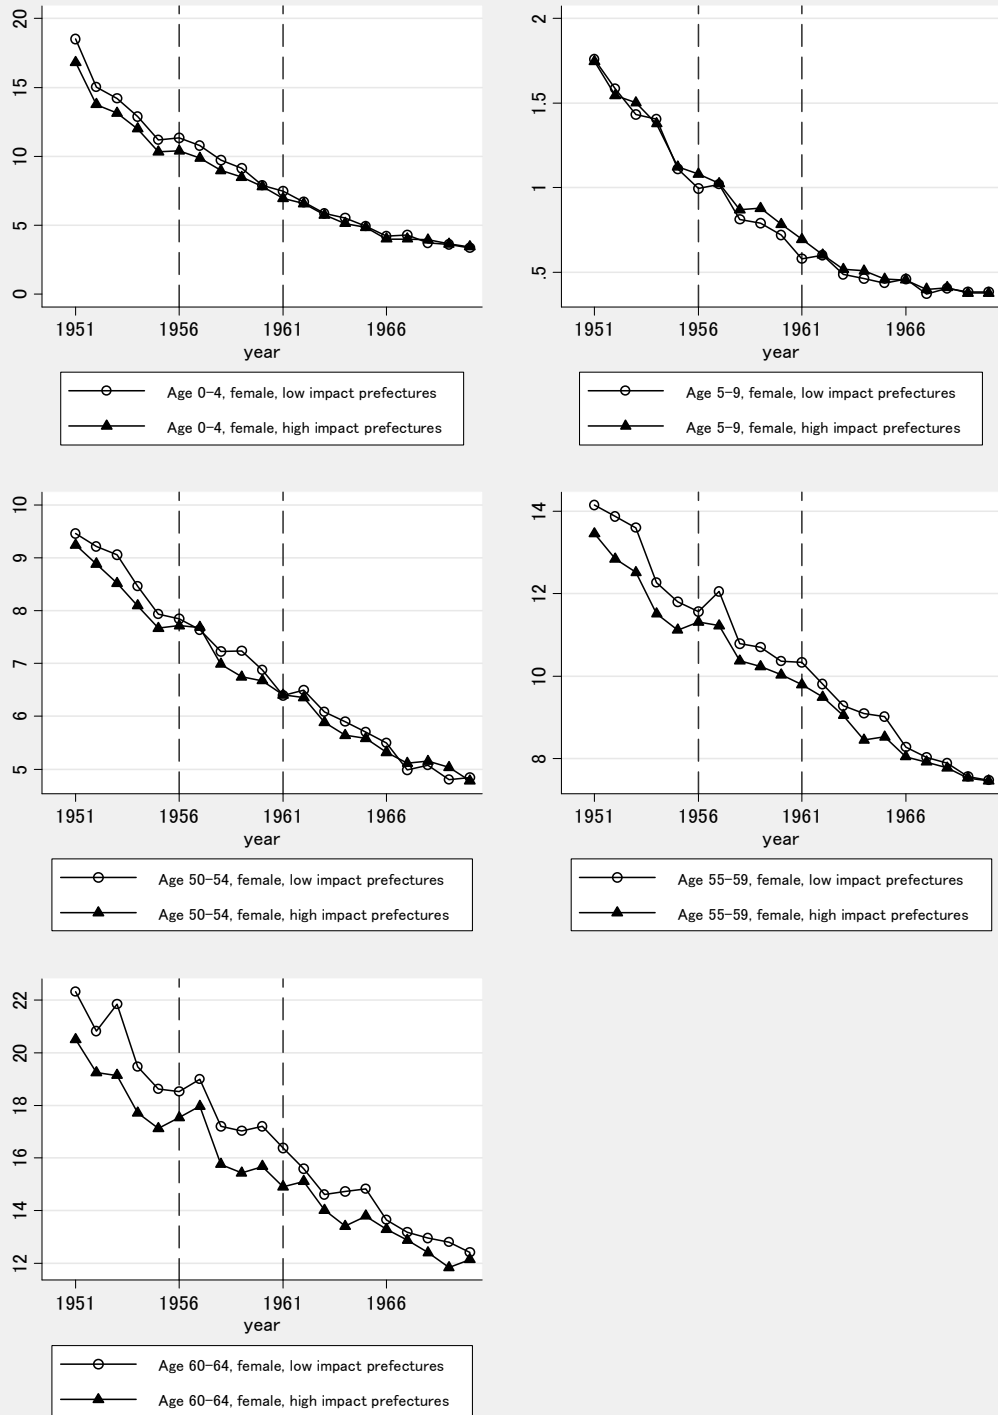 20
15
10
5
0
1951 1956 1961 1966
year
Age 0-4, female, low impact prefectures
Age 0-4, female, high impact prefectures
2
1.5
1
.5
1951 1956 1961 1966
year
Age 5-9, female, low impact prefectures
Age 5-9, female, high impact prefectures
10
9
8
7
6
5
1951 1956 1961 1966
year
Age 50-54, female, low impact prefectures
Age 50-54, female, high impact prefectures
14
12
10
8
1951 1956 1961 1966
year
Age 55-59, female, low impact prefectures
Age 55-59, female, high impact prefectures
22
20
18
16
14
12
1951 1956 1961 1966
year
Age 60-64, female, low impact prefectures
Age 60-64, female, high impact prefectures